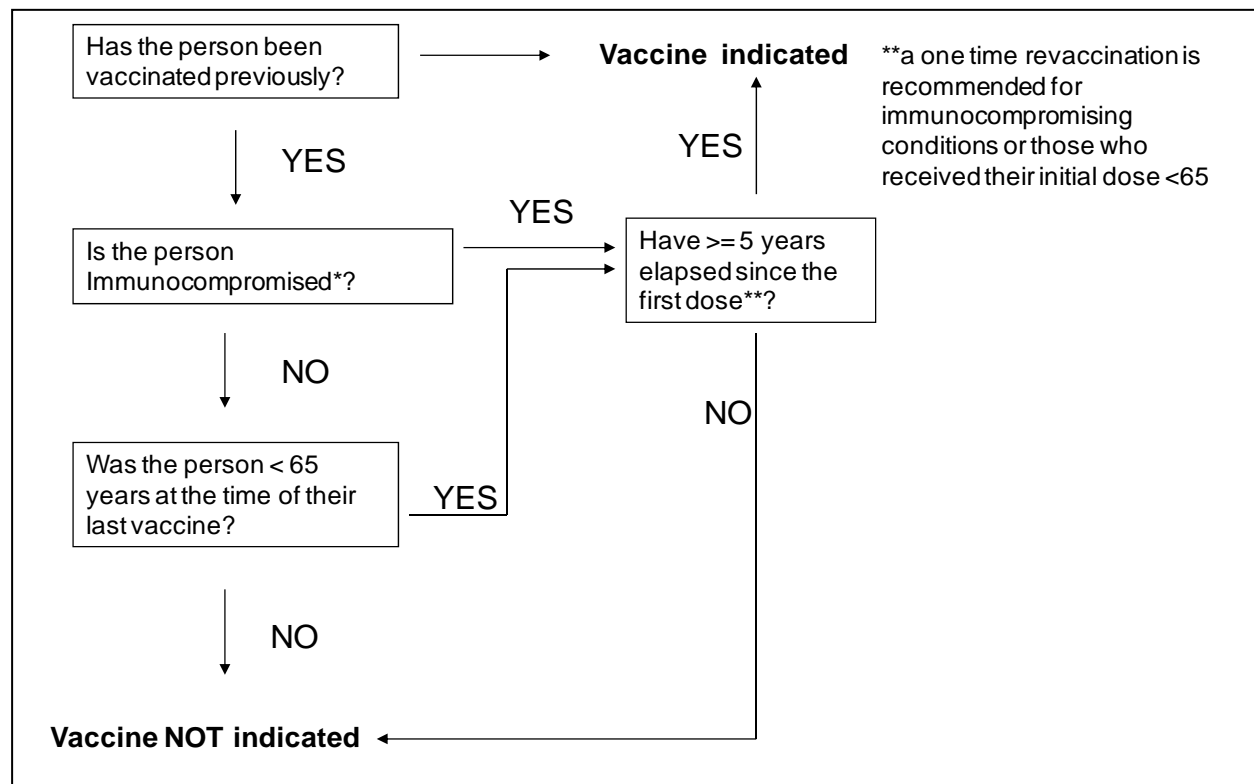 Has the person been
vaccinated previously?
Vaccine indicated
**a one time revaccination is
recommended for
immunocompromising
conditions or those who
received their initial dose <65
YES
YES
Is the person
Immunocompromised*?
YES
Have >= 5 years
elapsed since the
first dose**?
NO
NO
Was the person < 65
years at the time of their
last vaccine?
YES
NO
Vaccine NOT indicated